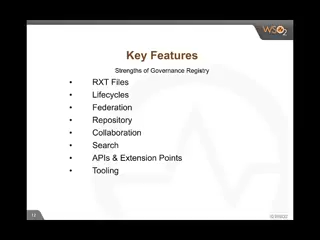 WSO2
Key Features
Strengths of Governance Registry
• RXT Files
• Lifecycles
• Federation
• Repository
• Collaboration
• Search
• APIs & Extension Points
• Tooling